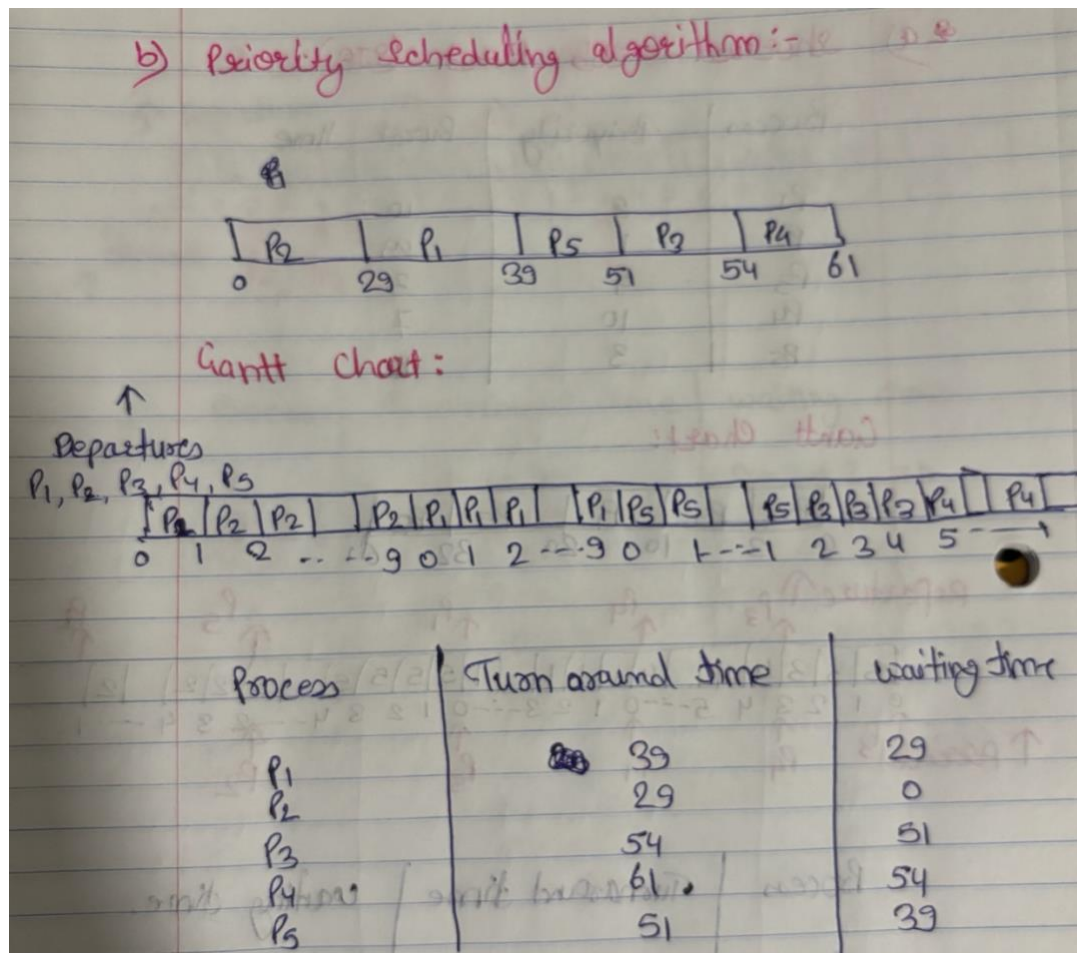 b) Priority Scheduling algorithm:-
P2 P1 P5 P3 P4
0 29 39 51 54 61
Gantt Chart:
↑
Departures
P1, P2, P3, P4, P5
P2 P2 P2 P2 P1 P1 P1 P1 P5 P5 P5 P3 P3 P3 P4 P4
0 1 2 .. --9 0 1 2 ---.9 0 1---1 2 3 4 5 ---- 1
Process Turn around time waiting time
P1 39 29
P2 29 0
P3 54 51
P4 61. 54
P5 51 39